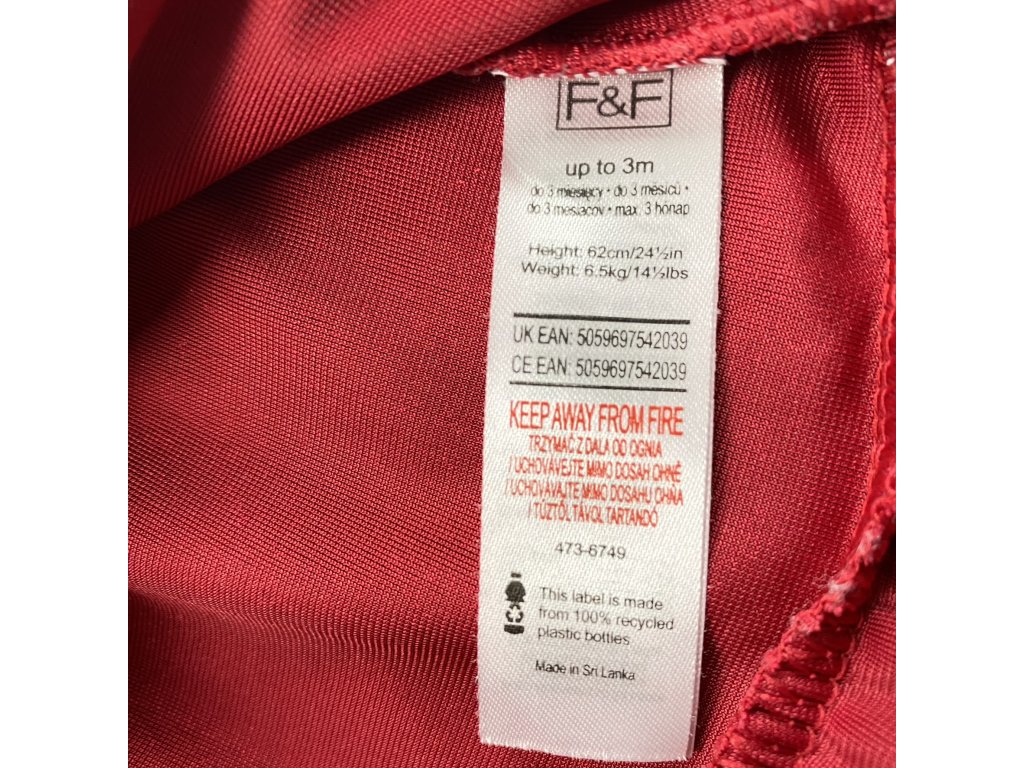 F&F
up to 3m
do 3 miesięcy • do 3 měsíců •
do 3 mesiacov • max. 3 hónap
Height: 62cm/24½in
Weight: 6.5kg/14½lbs
UK EAN: 5059697542039
CE EAN: 5059697542039
KEEP AWAY FROM FIRE
TRZYMAĆ Z DALA OD OGNIA
/ UCHOVÁVEJTE MIMO DOSAH OHNĚ
/ UCHOVÁVAJTE MIMO DOSAHU OHŇA
/ TŰZTŐL TÁVOL TARTANDÓ
473-6749
This label is made
from 100% recycled
plastic bottles
Made in Sri Lanka